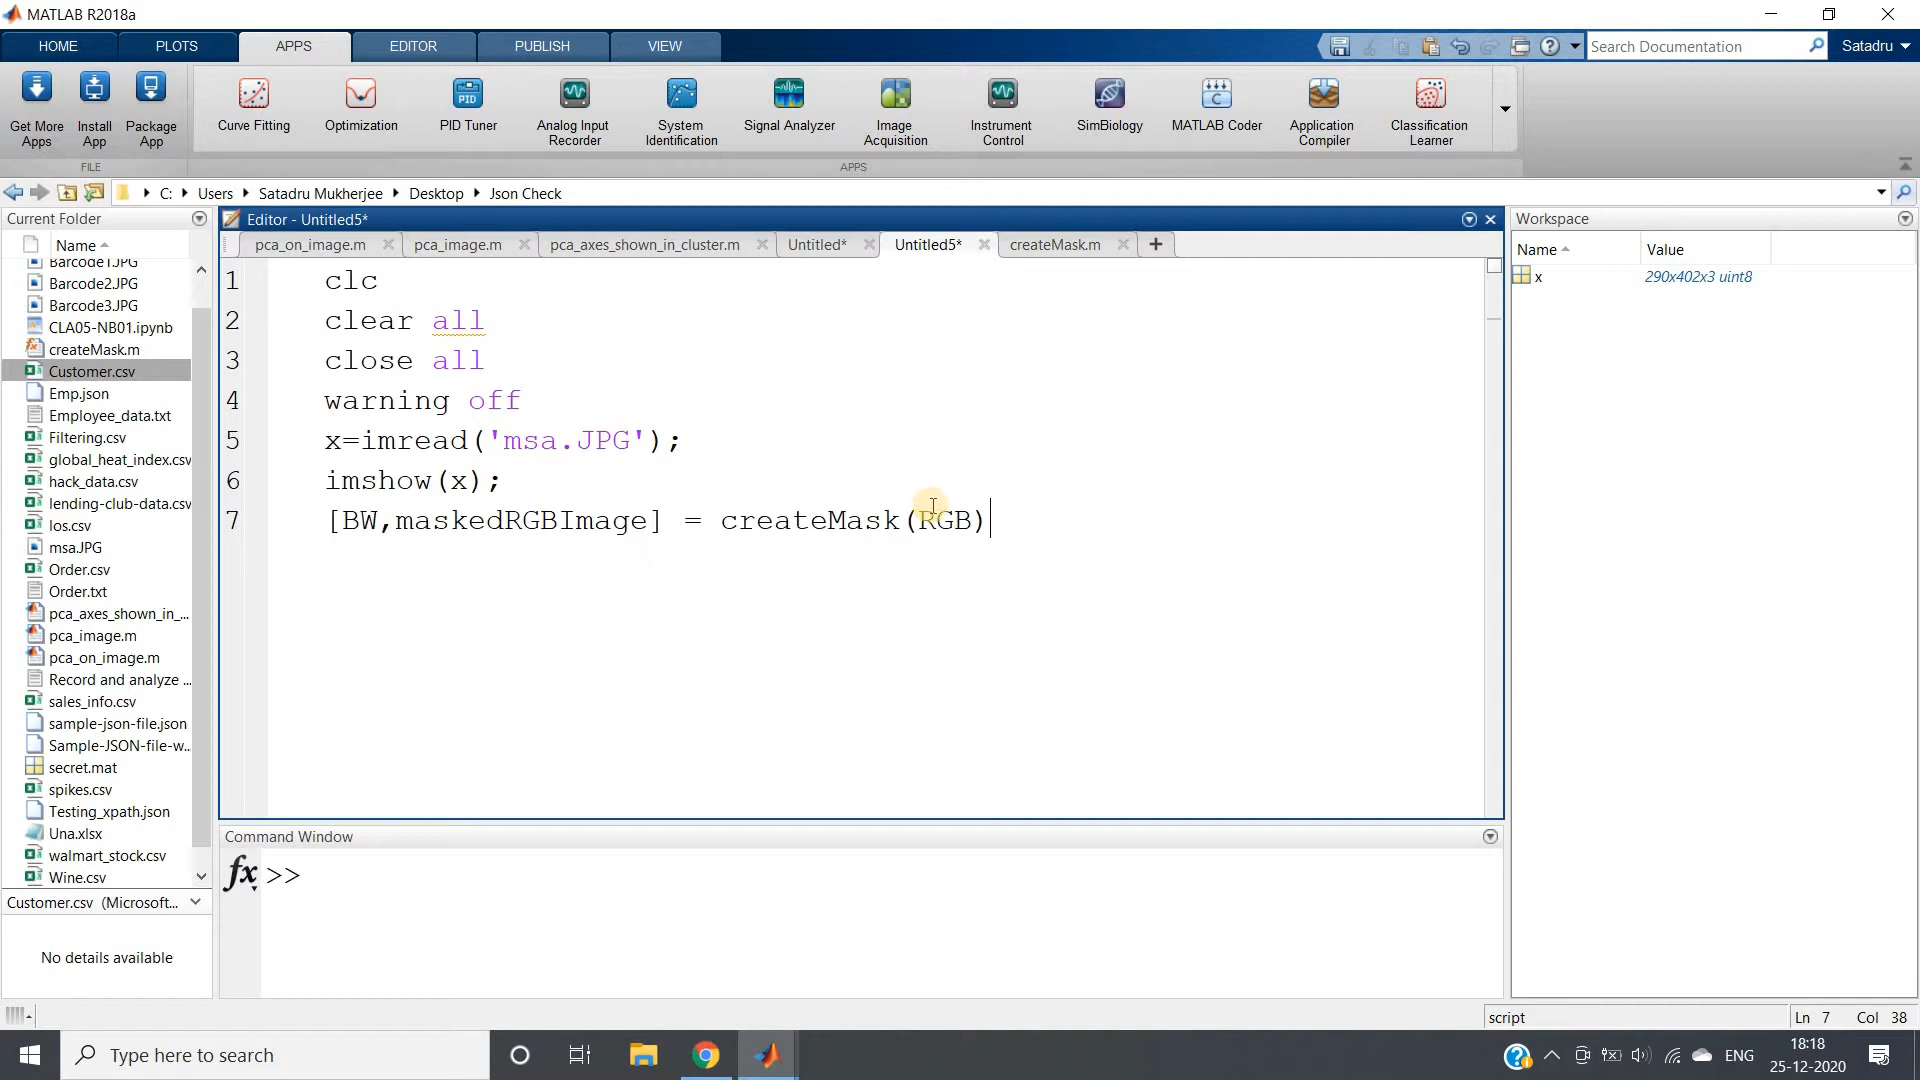 MATLAB R2018a
HOME
PLOTS
APPS
EDITOR
PUBLISH
VIEW
Search Documentation
Satadru
Get More Apps
Install App
Package App
Curve Fitting
Optimization
PID
PID Tuner
Analog Input Recorder
System Identification
Signal Analyzer
Image Acquisition
Instrument Control
SimBiology
C
MATLAB Coder
Application Compiler
Classification Learner
FILE
APPS
C:
Users
Satadru Mukherjee
Desktop
Json Check
Current Folder
Name
Barcode1.JPG
Barcode2.JPG
Barcode3.JPG
CLA05-NB01.ipynb
createMask.m
Customer.csv
Emp.json
Employee_data.txt
Filtering.csv
global_heat_index.csv
hack_data.csv
lending-club-data.csv
los.csv
msa.JPG
Order.csv
Order.txt
pca_axes_shown_in_...
pca_image.m
pca_on_image.m
Record and analyze ...
sales_info.csv
sample-json-file.json
Sample-JSON-file-w...
secret.mat
spikes.csv
Testing_xpath.json
Una.xlsx
walmart_stock.csv
Wine.csv
Customer.csv (Microsoft...
No details available
Editor - Untitled5*
pca_on_image.m
pca_image.m
pca_axes_shown_in_cluster.m
Untitled*
Untitled5*
createMask.m
1 clc
2 clear all
3 close all
4 warning off
5 x=imread('msa.JPG');
6 imshow(x);
7 [BW,maskedRGBImage] = createMask(RGB)
Command Window
fx >>
Workspace
Name
Value
x
290x402x3 uint8
script
Ln 7
Col 38
Type here to search
ENG
18:18
25-12-2020